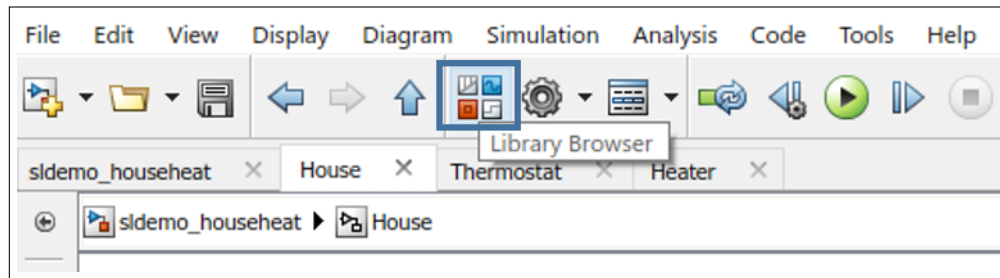 File Edit View Display Diagram Simulation Analysis Code Tools Help
Library Browser
sldemo_househeat House Thermostat Heater
sldemo_househeat House